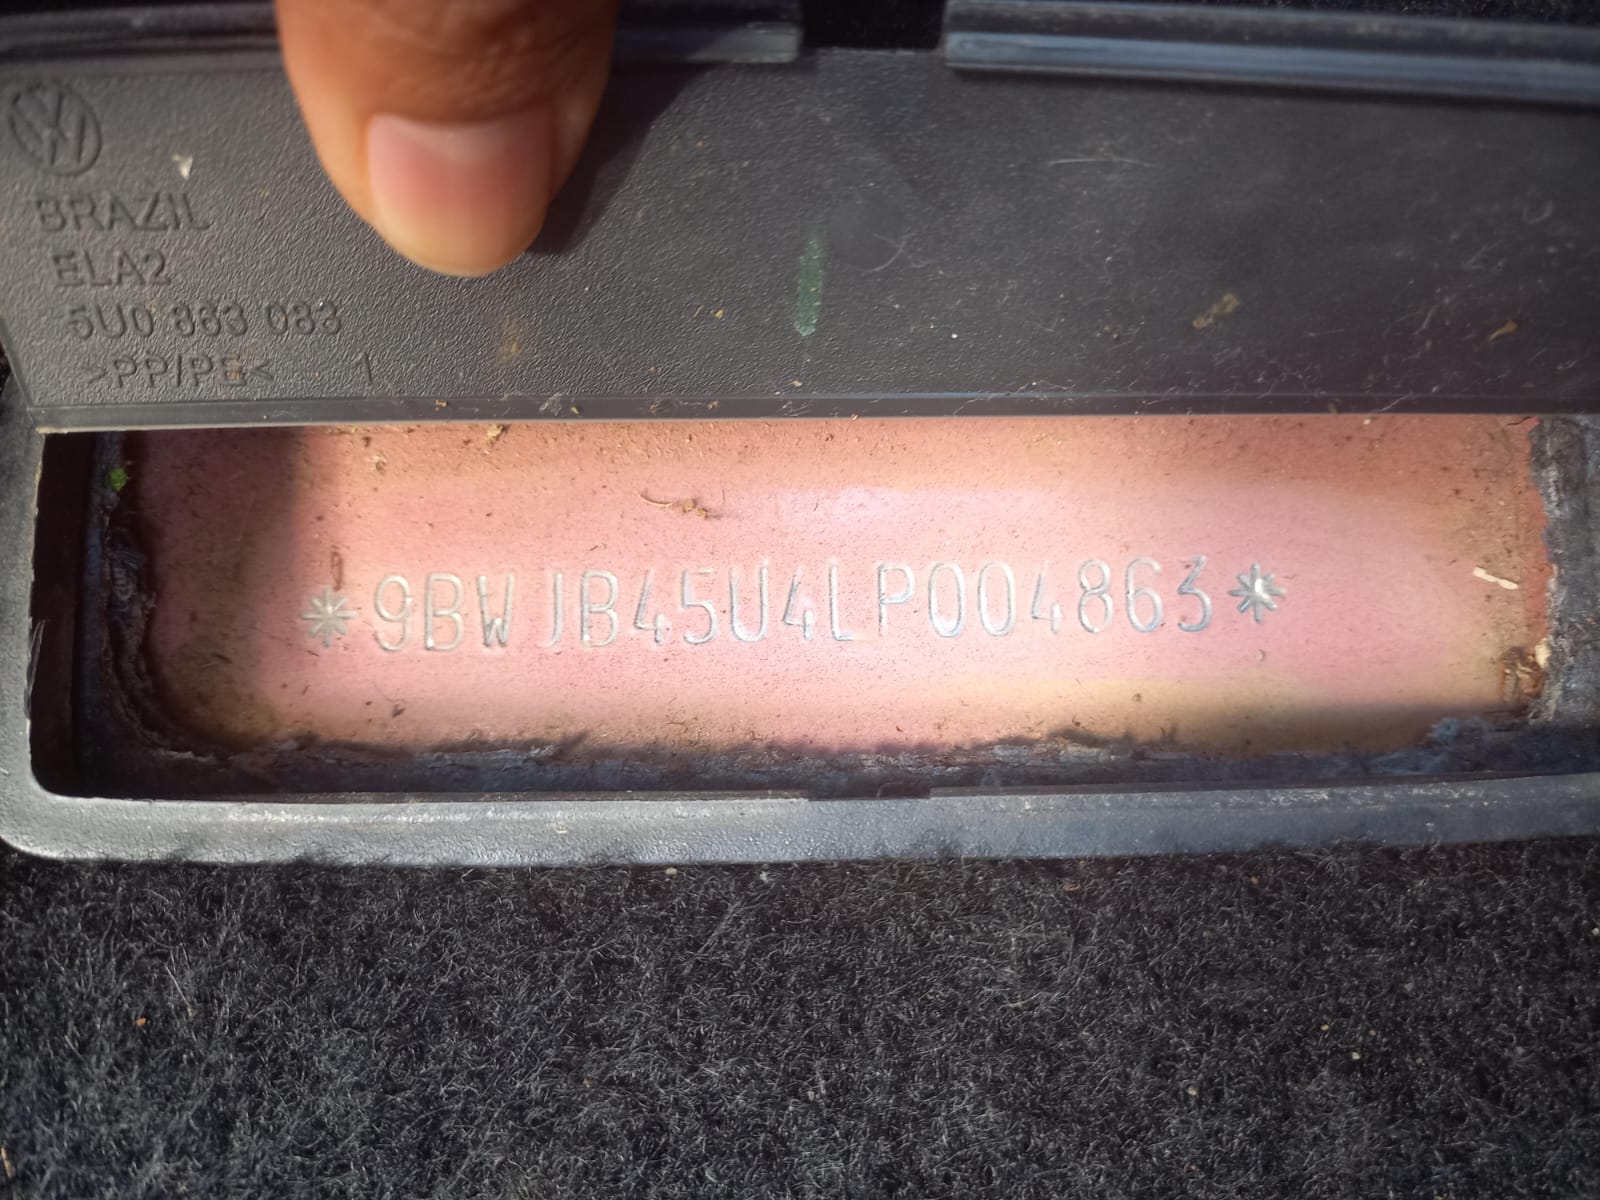 BRAZIL
ELA2
5U0 863 083
>PP/PE< 1
*9BWJB45U4LP004863*